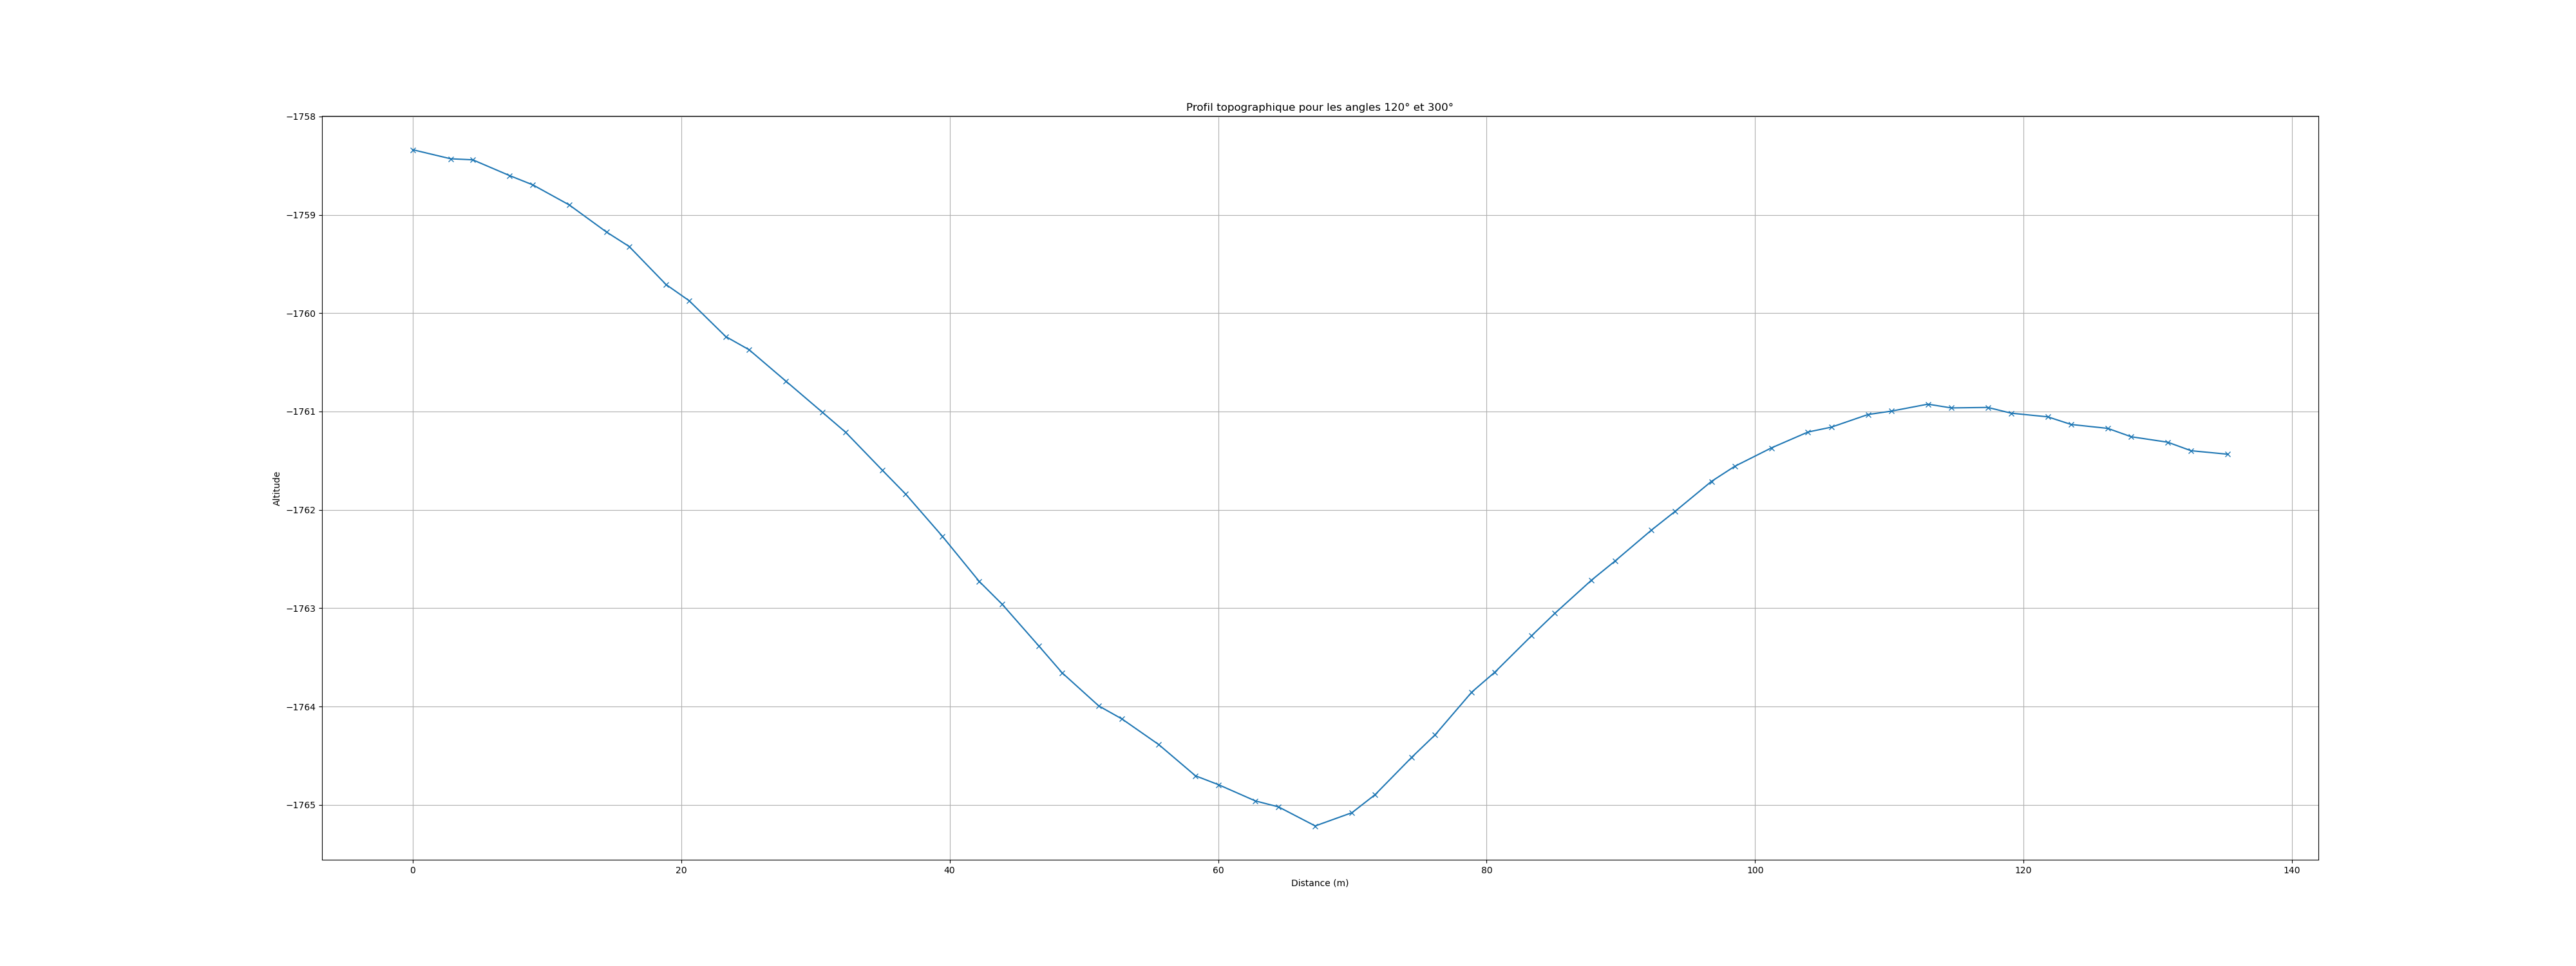 Profil topographique pour les angles 120° et 300°
−1758
−1759
−1760
−1761
−1762
−1763
−1764
−1765
Altitude
0 20 40 60 80 100 120 140
Distance (m)